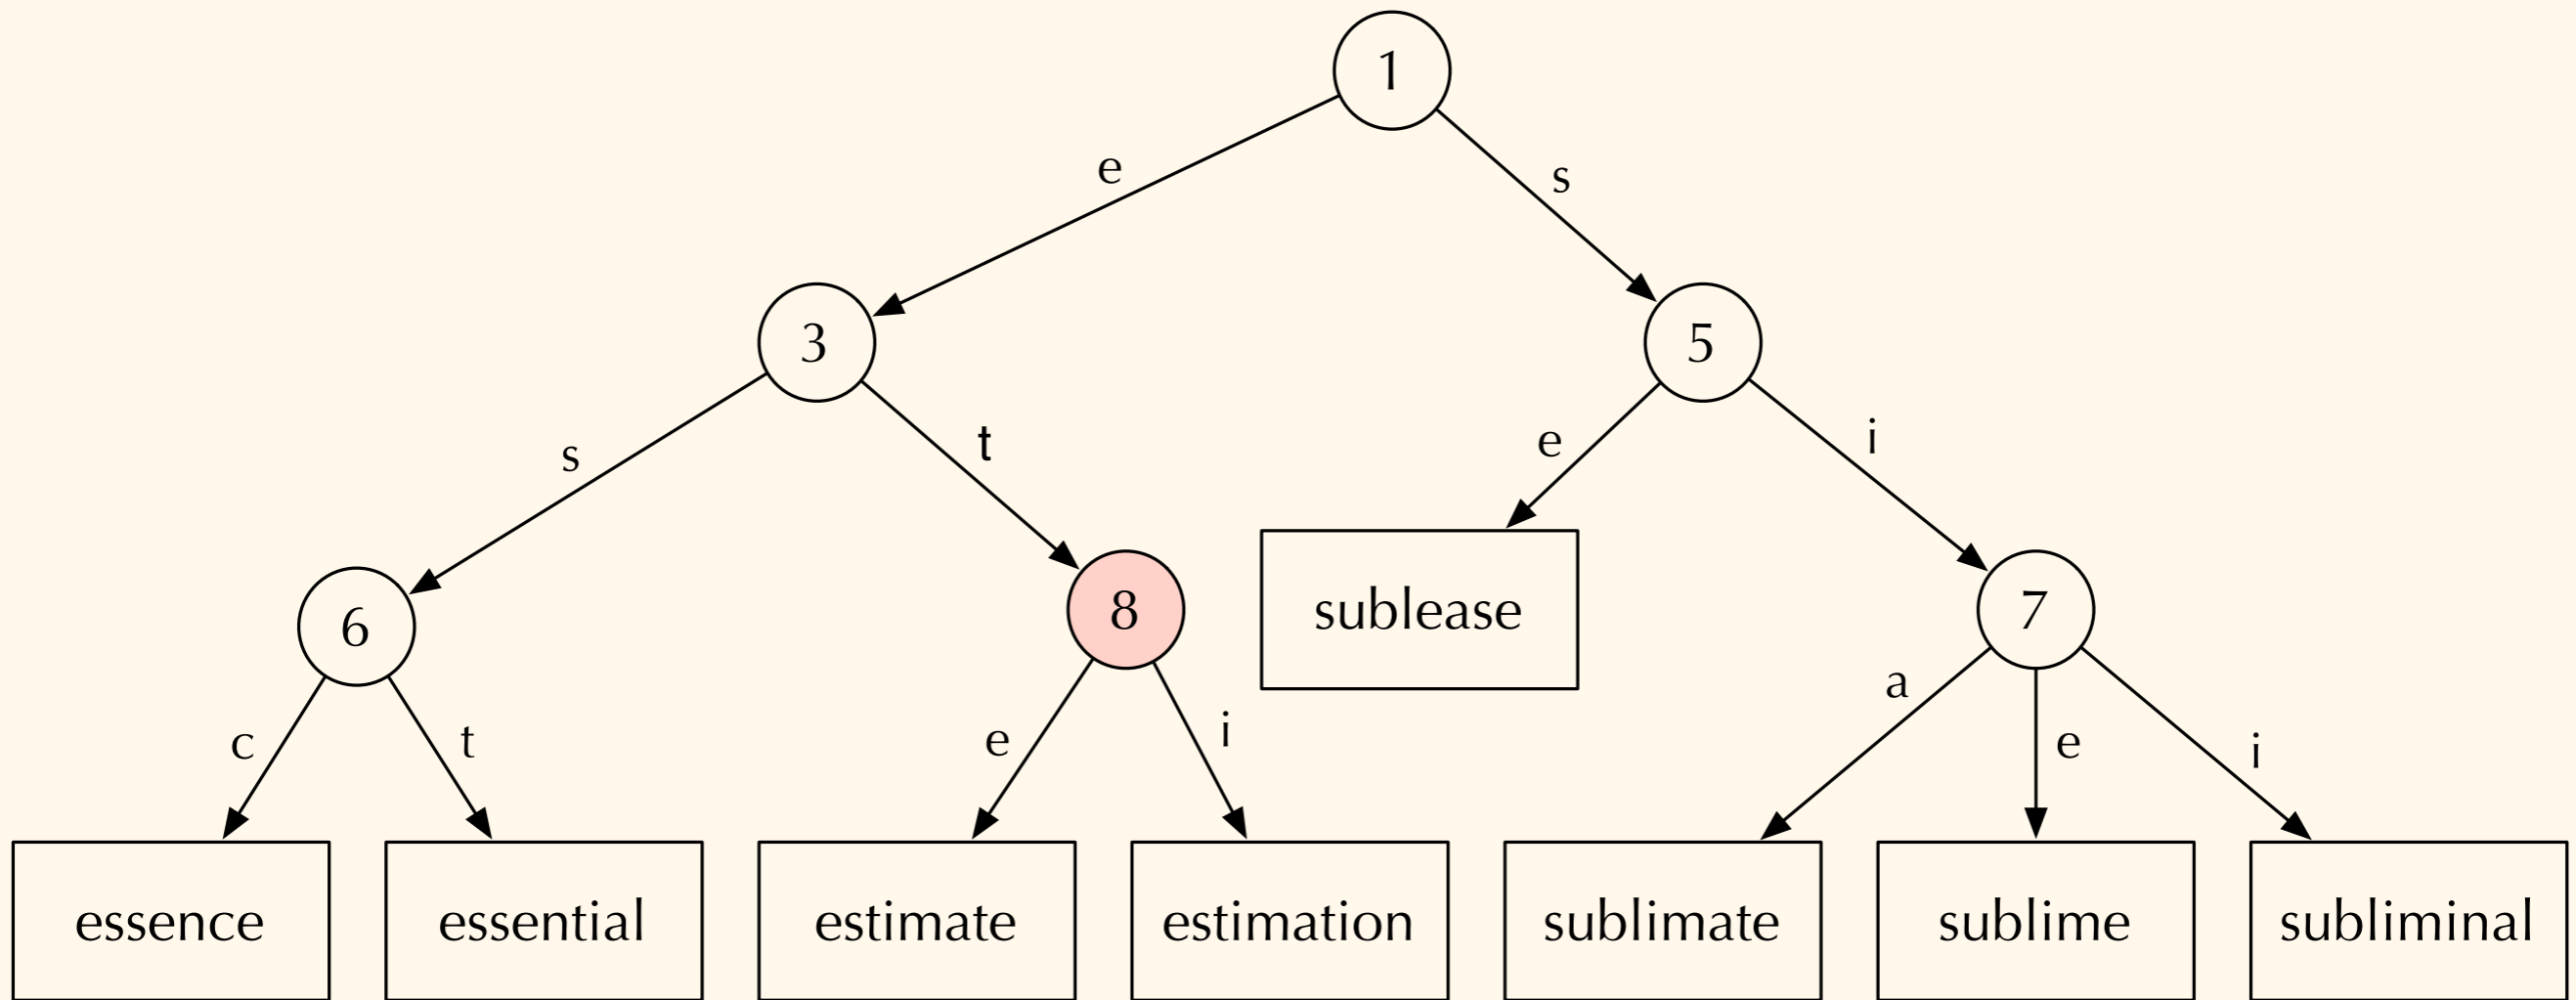 1
e
s
3
5
s
t
e
i
6
8
sublease
7
c
t
e
i
a
e
i
essence
essential
estimate
estimation
sublimate
sublime
subliminal